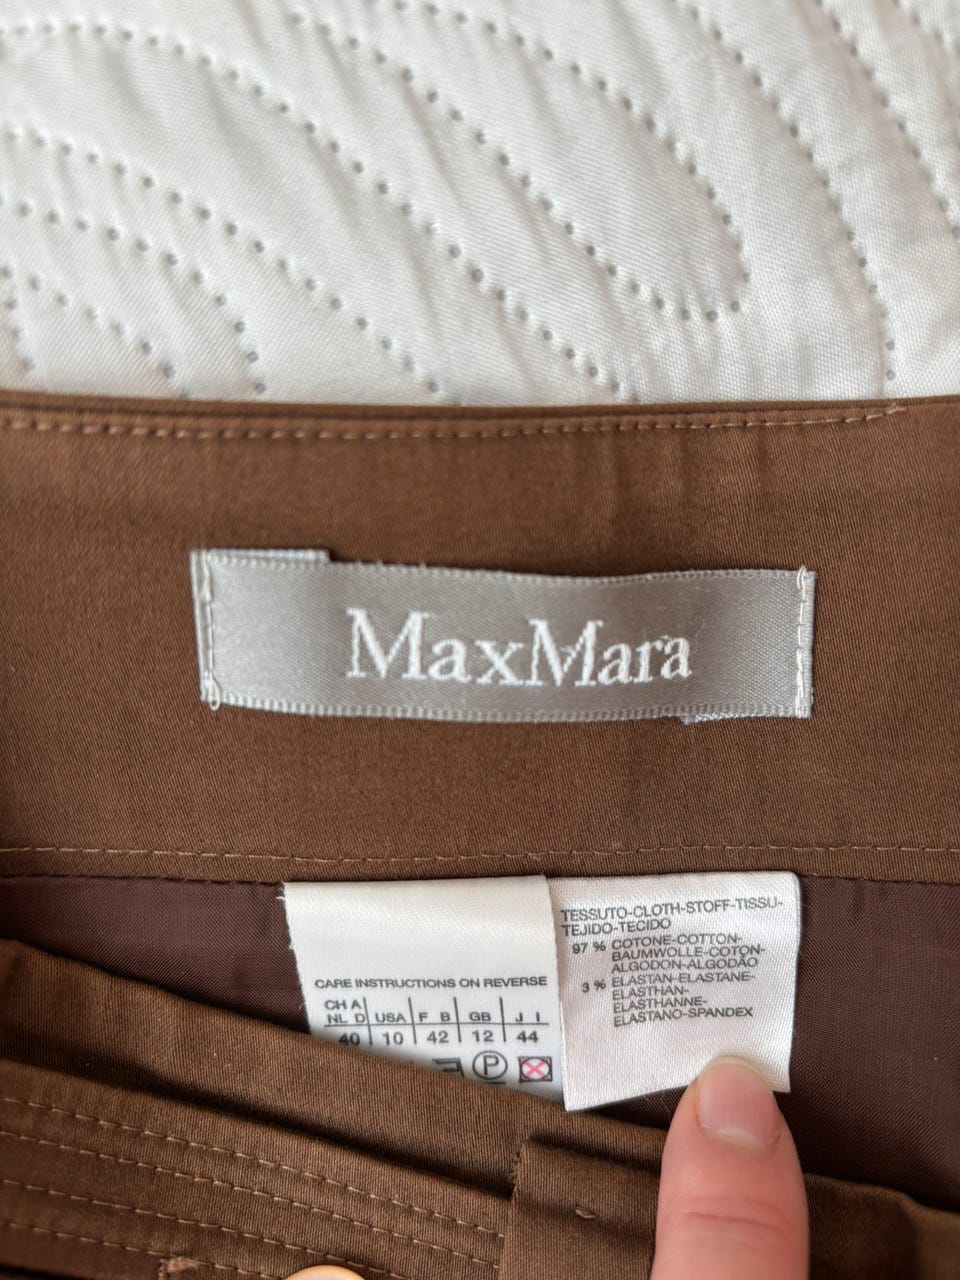 MaxMara
CARE INSTRUCTIONS ON REVERSE
CH A
NL D USA F B GB J I
40 10 42 12 44
P
TESSUTO-CLOTH-STOFF-TISSU-
TEJIDO-TECIDO
97 % COTONE-COTTON-
BAUMWOLLE-COTON-
ALGODON-ALGODÃO
3 % ELASTAN-ELASTANE-
ELASTHAN-
ELASTHANNE-
ELASTANO-SPANDEX